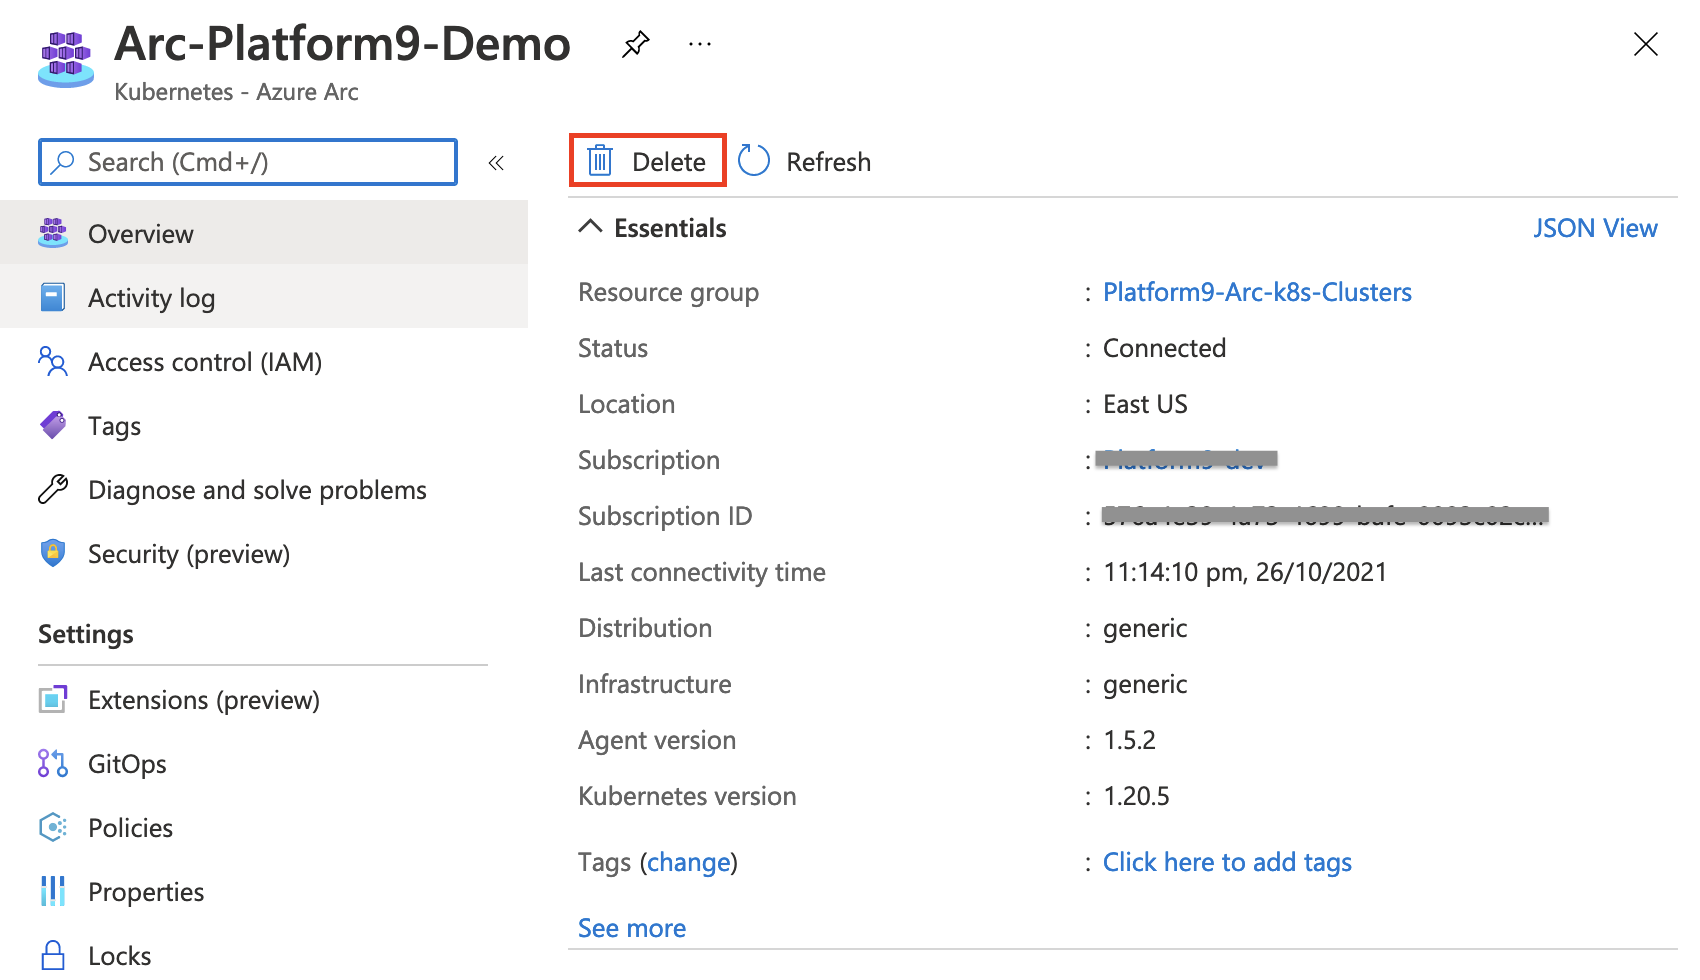 Arc-Platform9-Demo
Kubernetes - Azure Arc
Search (Cmd+/)
Overview
Activity log
Access control (IAM)
Tags
Diagnose and solve problems
Security (preview)
Settings
Extensions (preview)
GitOps
Policies
Properties
Locks
Delete Refresh
Essentials JSON View
Resource group : Platform9-Arc-k8s-Clusters
Status : Connected
Location : East US
Subscription :
Subscription ID :
Last connectivity time : 11:14:10 pm, 26/10/2021
Distribution : generic
Infrastructure : generic
Agent version : 1.5.2
Kubernetes version : 1.20.5
Tags (change) : Click here to add tags
See more